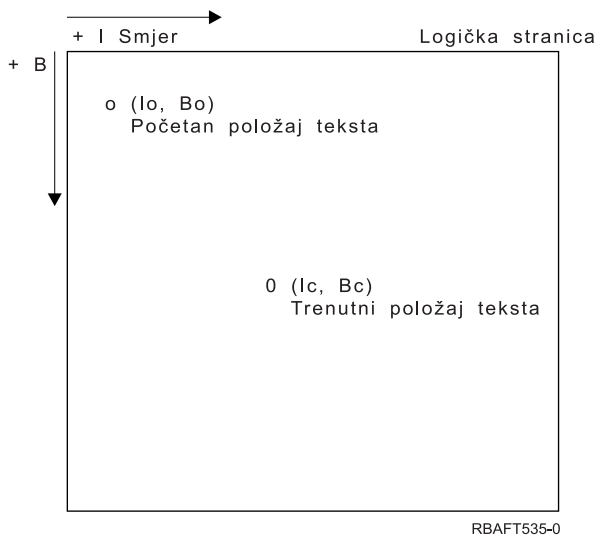 + I Smjer
Logička stranica
+ B
o (Io, Bo)
Početan položaj teksta
0 (Ic, Bc)
Trenutni položaj teksta
RBAFT535-0